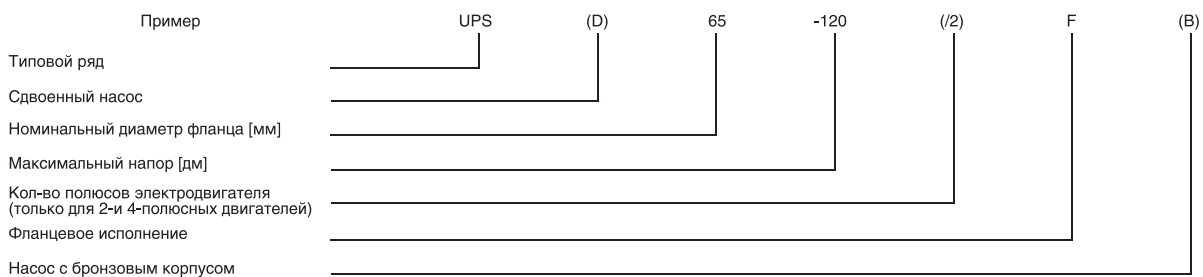 Пример UPS (D) 65 -120 (/2) F (B)
Типовой ряд
Сдвоенный насос
Номинальный диаметр фланца [мм]
Максимальный напор [дм]
Кол-во полюсов электродвигателя
(только для 2-и 4-полюсных двигателей)
Фланцевое исполнение
Насос с бронзовым корпусом